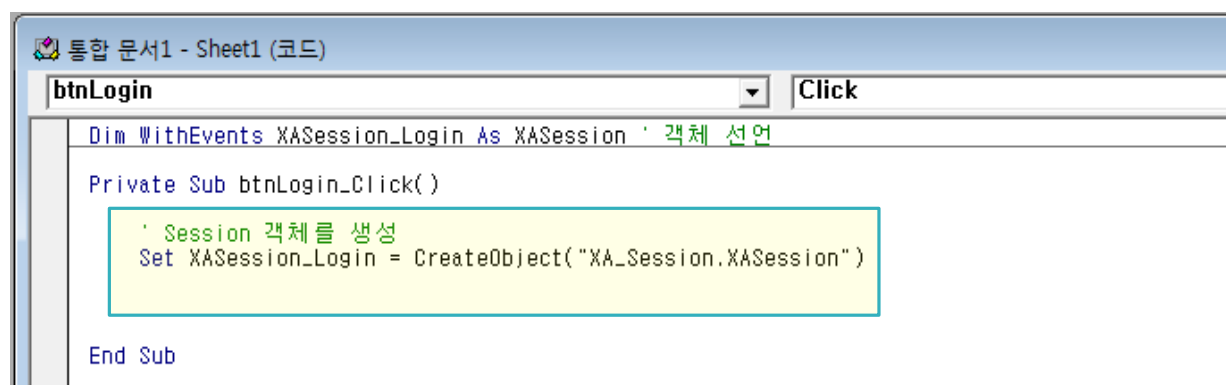 통합 문서1 - Sheet1 (코드)
btnLogin Click
Dim WithEvents XASession_Login As XASession ' 객체 선언
Private Sub btnLogin_Click()
' Session 객체를 생성
Set XASession_Login = CreateObject("XA_Session.XASession")
End Sub